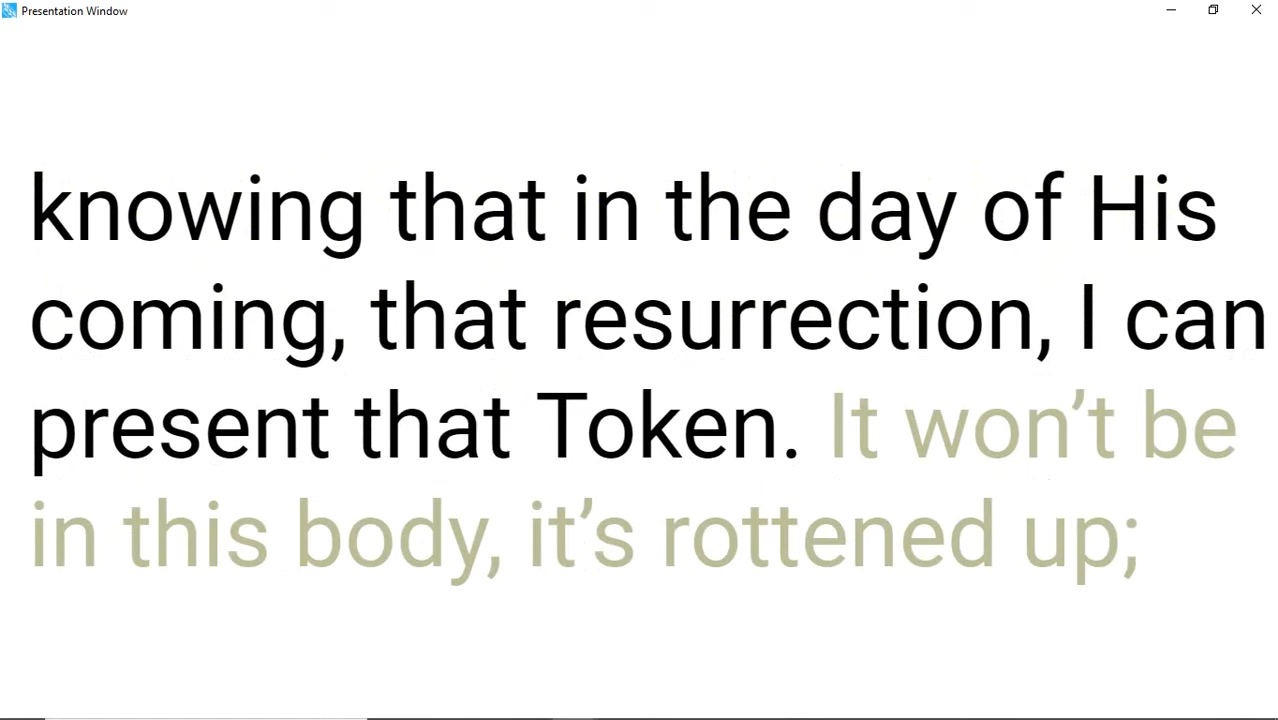 Presentation Window
knowing that in the day of His
coming, that resurrection, I can
present that Token. It won’t be
in this body, it’s rottened up;